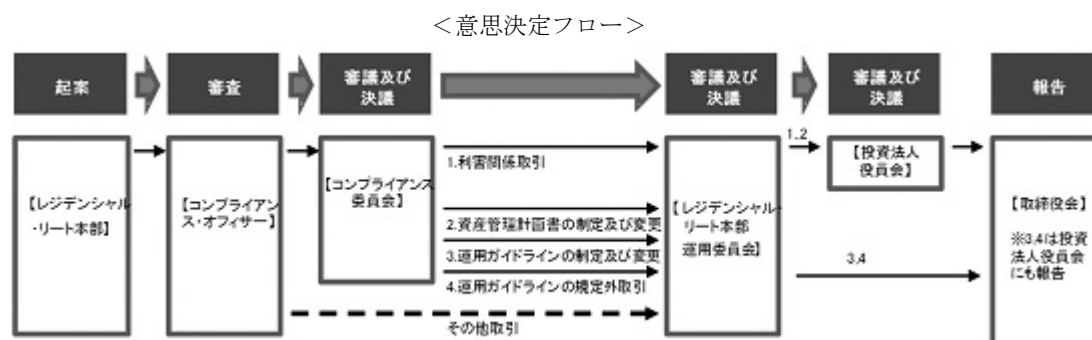 ＜意思決定フロー＞
起案
審査
審議及び
決議
審議及び
決議
審議及び
決議
報告
【レジデンシャル
・リート本部】
【コンプライアン
ス・オフィサー】
【コンプライアンス
委員会】
1.利害関係取引
2.資産管理計画書の制定及び変更
3.運用ガイドラインの制定及び変更
4.運用ガイドラインの規定外取引
その他取引
【レジデンシャル・
リート本部
運用委員会】
1,2
【投資法人
役員会】
3,4
【取締役会】
※3,4は投資
法人役員会
にも報告